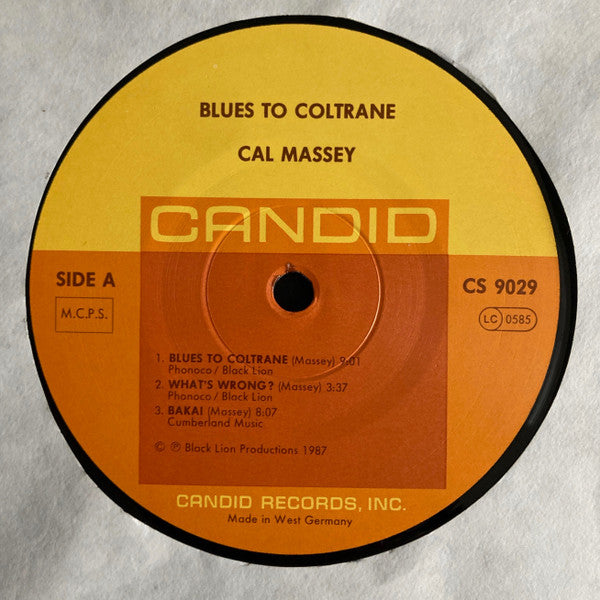 BLUES TO COLTRANE
CAL MASSEY
CANDID
SIDE A
CS 9029
M.C.P.S.
LC 0585
1. BLUES TO COLTRANE (Massey) 9:01
Phonoco / Black Lion
2. WHAT'S WRONG? (Massey) 3:37
Phonoco / Black Lion
3. BAKAI (Massey) 8:07
Cumberland Music
© ℗ Black Lion Productions 1987
CANDID RECORDS, INC.
Made in West Germany